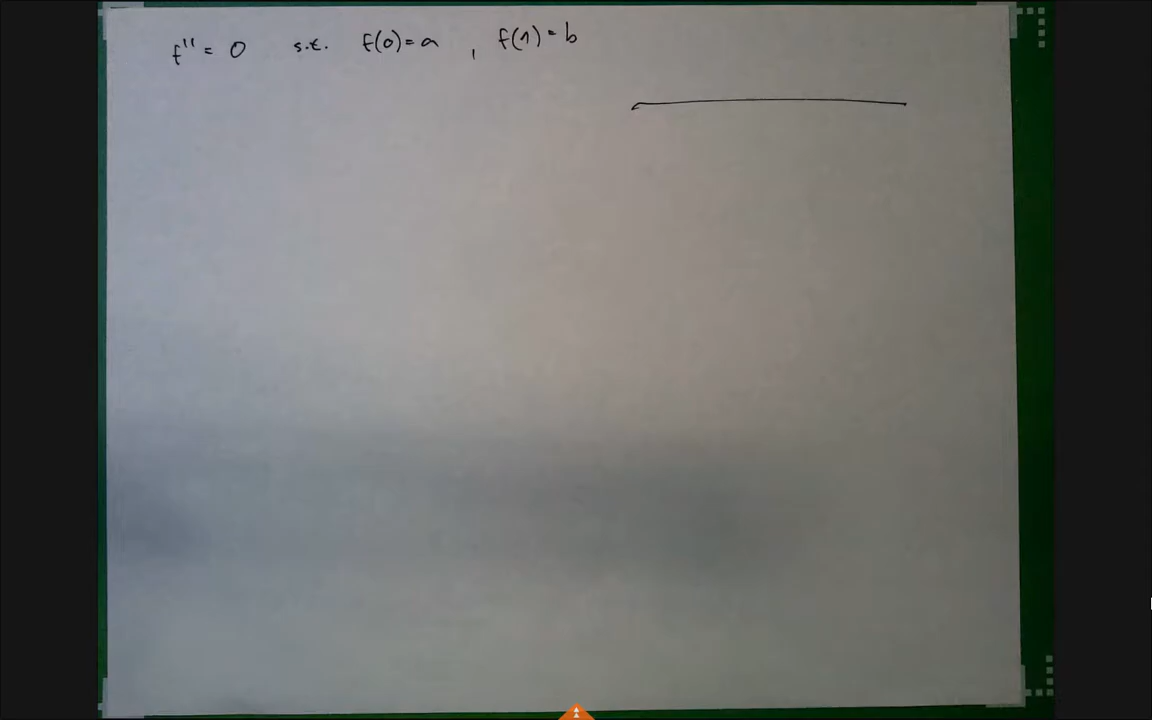 f'' = 0 s.t. f(0) = a , f(1) = b